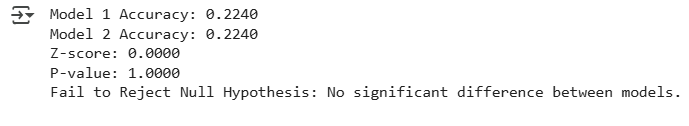 Model 1 Accuracy: 0.2240
Model 2 Accuracy: 0.2240
Z-score: 0.0000
P-value: 1.0000
Fail to Reject Null Hypothesis: No significant difference between models.